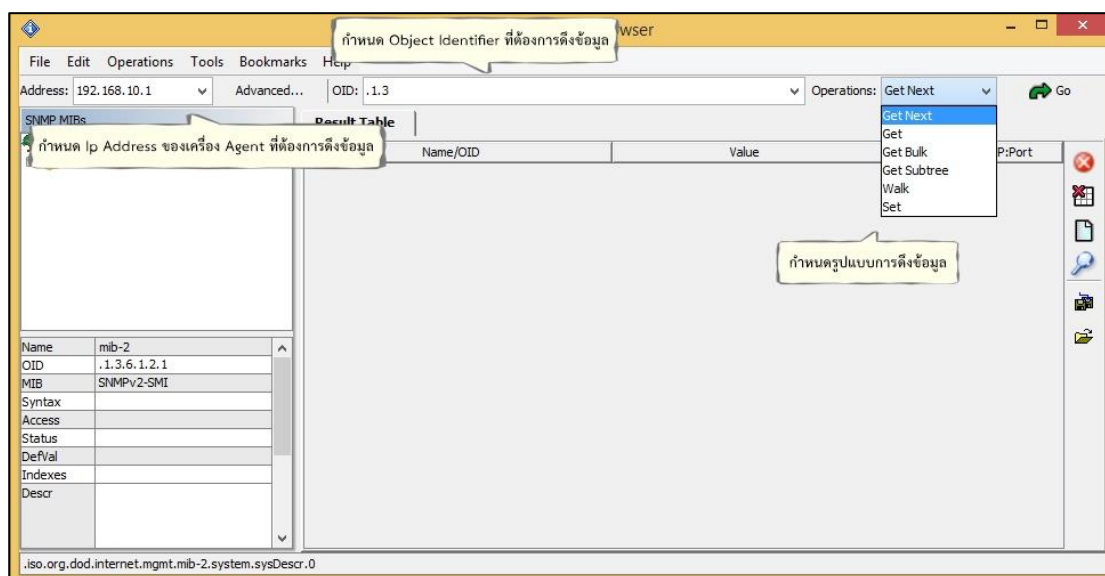 wser
กำหนด Object Identifier ที่ต้องการดึงข้อมูล
File Edit Operations Tools Bookmarks Help
Address: 192.168.10.1 Advanced... OID: .1.3 Operations: Get Next Go
SNMP MIBs
Result Table
กำหนด Ip Address ของเครื่อง Agent ที่ต้องการดึงข้อมูล
Name/OID Value P:Port
Get Next
Get
Get Bulk
Get Subtree
Walk
Set
กำหนดรูปแบบการดึงข้อมูล
Name mib-2
OID .1.3.6.1.2.1
MIB SNMPv2-SMI
Syntax
Access
Status
DefVal
Indexes
Descr
.iso.org.dod.internet.mgmt.mib-2.system.sysDescr.0